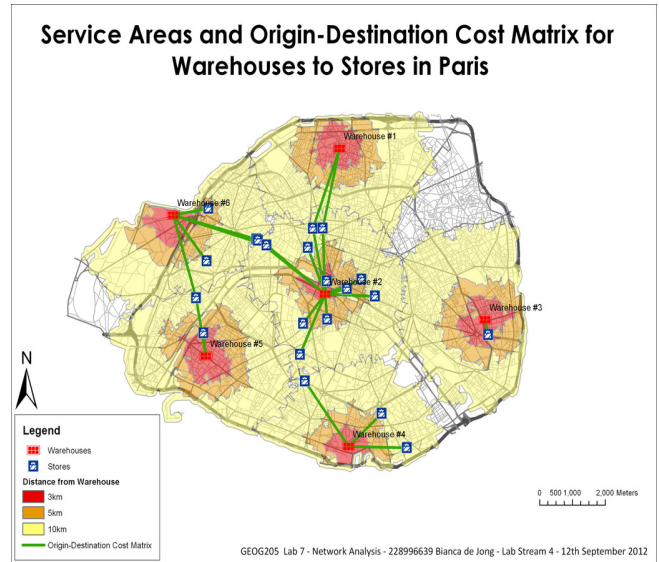 Service Areas and Origin-Destination Cost Matrix for
Warehouses to Stores in Paris
Warehouse #1
Warehouse #6
Warehouse #2
Warehouse #3
Warehouse #5
Warehouse #4
N
Legend
Warehouses
Stores
Distance from Warehouse
3km
5km
10km
Origin-Destination Cost Matrix
0 500 1,000 2,000 Meters
GEOG205 Lab 7 - Network Analysis - 228996639 Bianca de Jong - Lab Stream 4 - 12th September 2012